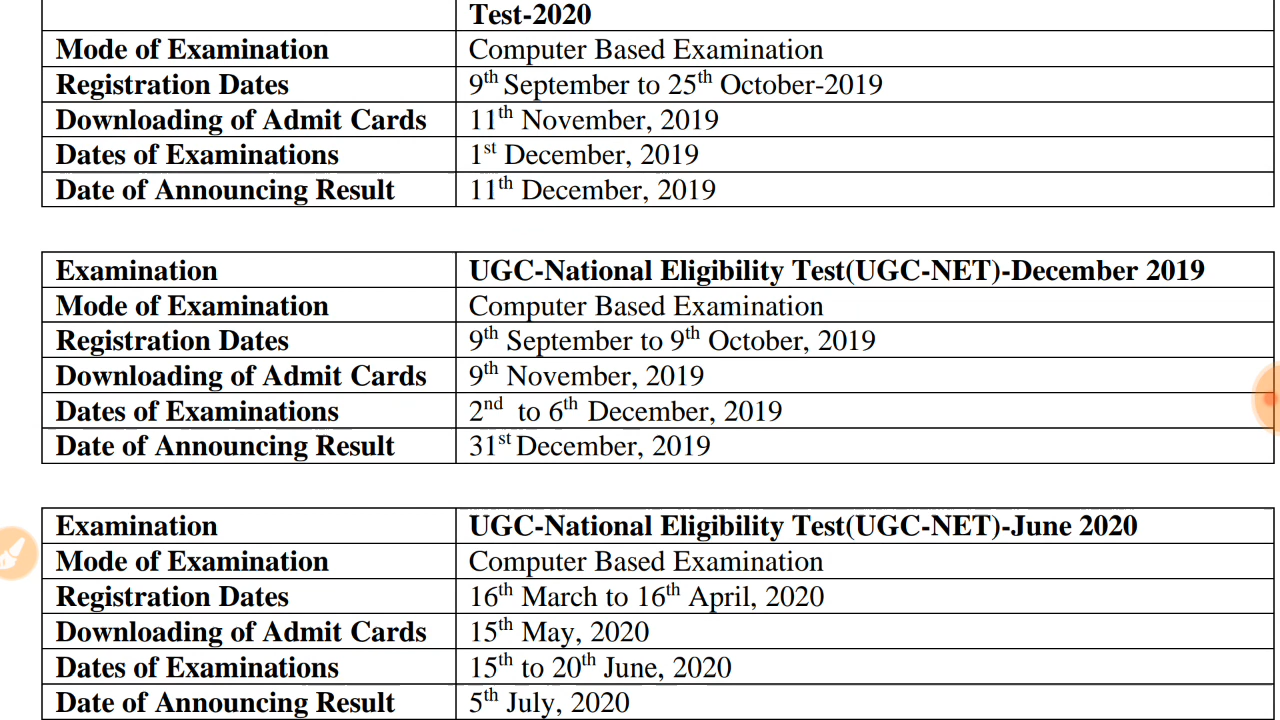 Test-2020
Mode of Examination Computer Based Examination
Registration Dates 9th September to 25th October-2019
Downloading of Admit Cards 11th November, 2019
Dates of Examinations 1st December, 2019
Date of Announcing Result 11th December, 2019
Examination UGC-National Eligibility Test(UGC-NET)-December 2019
Mode of Examination Computer Based Examination
Registration Dates 9th September to 9th October, 2019
Downloading of Admit Cards 9th November, 2019
Dates of Examinations 2nd to 6th December, 2019
Date of Announcing Result 31st December, 2019
Examination UGC-National Eligibility Test(UGC-NET)-June 2020
Mode of Examination Computer Based Examination
Registration Dates 16th March to 16th April, 2020
Downloading of Admit Cards 15th May, 2020
Dates of Examinations 15th to 20th June, 2020
Date of Announcing Result 5th July, 2020